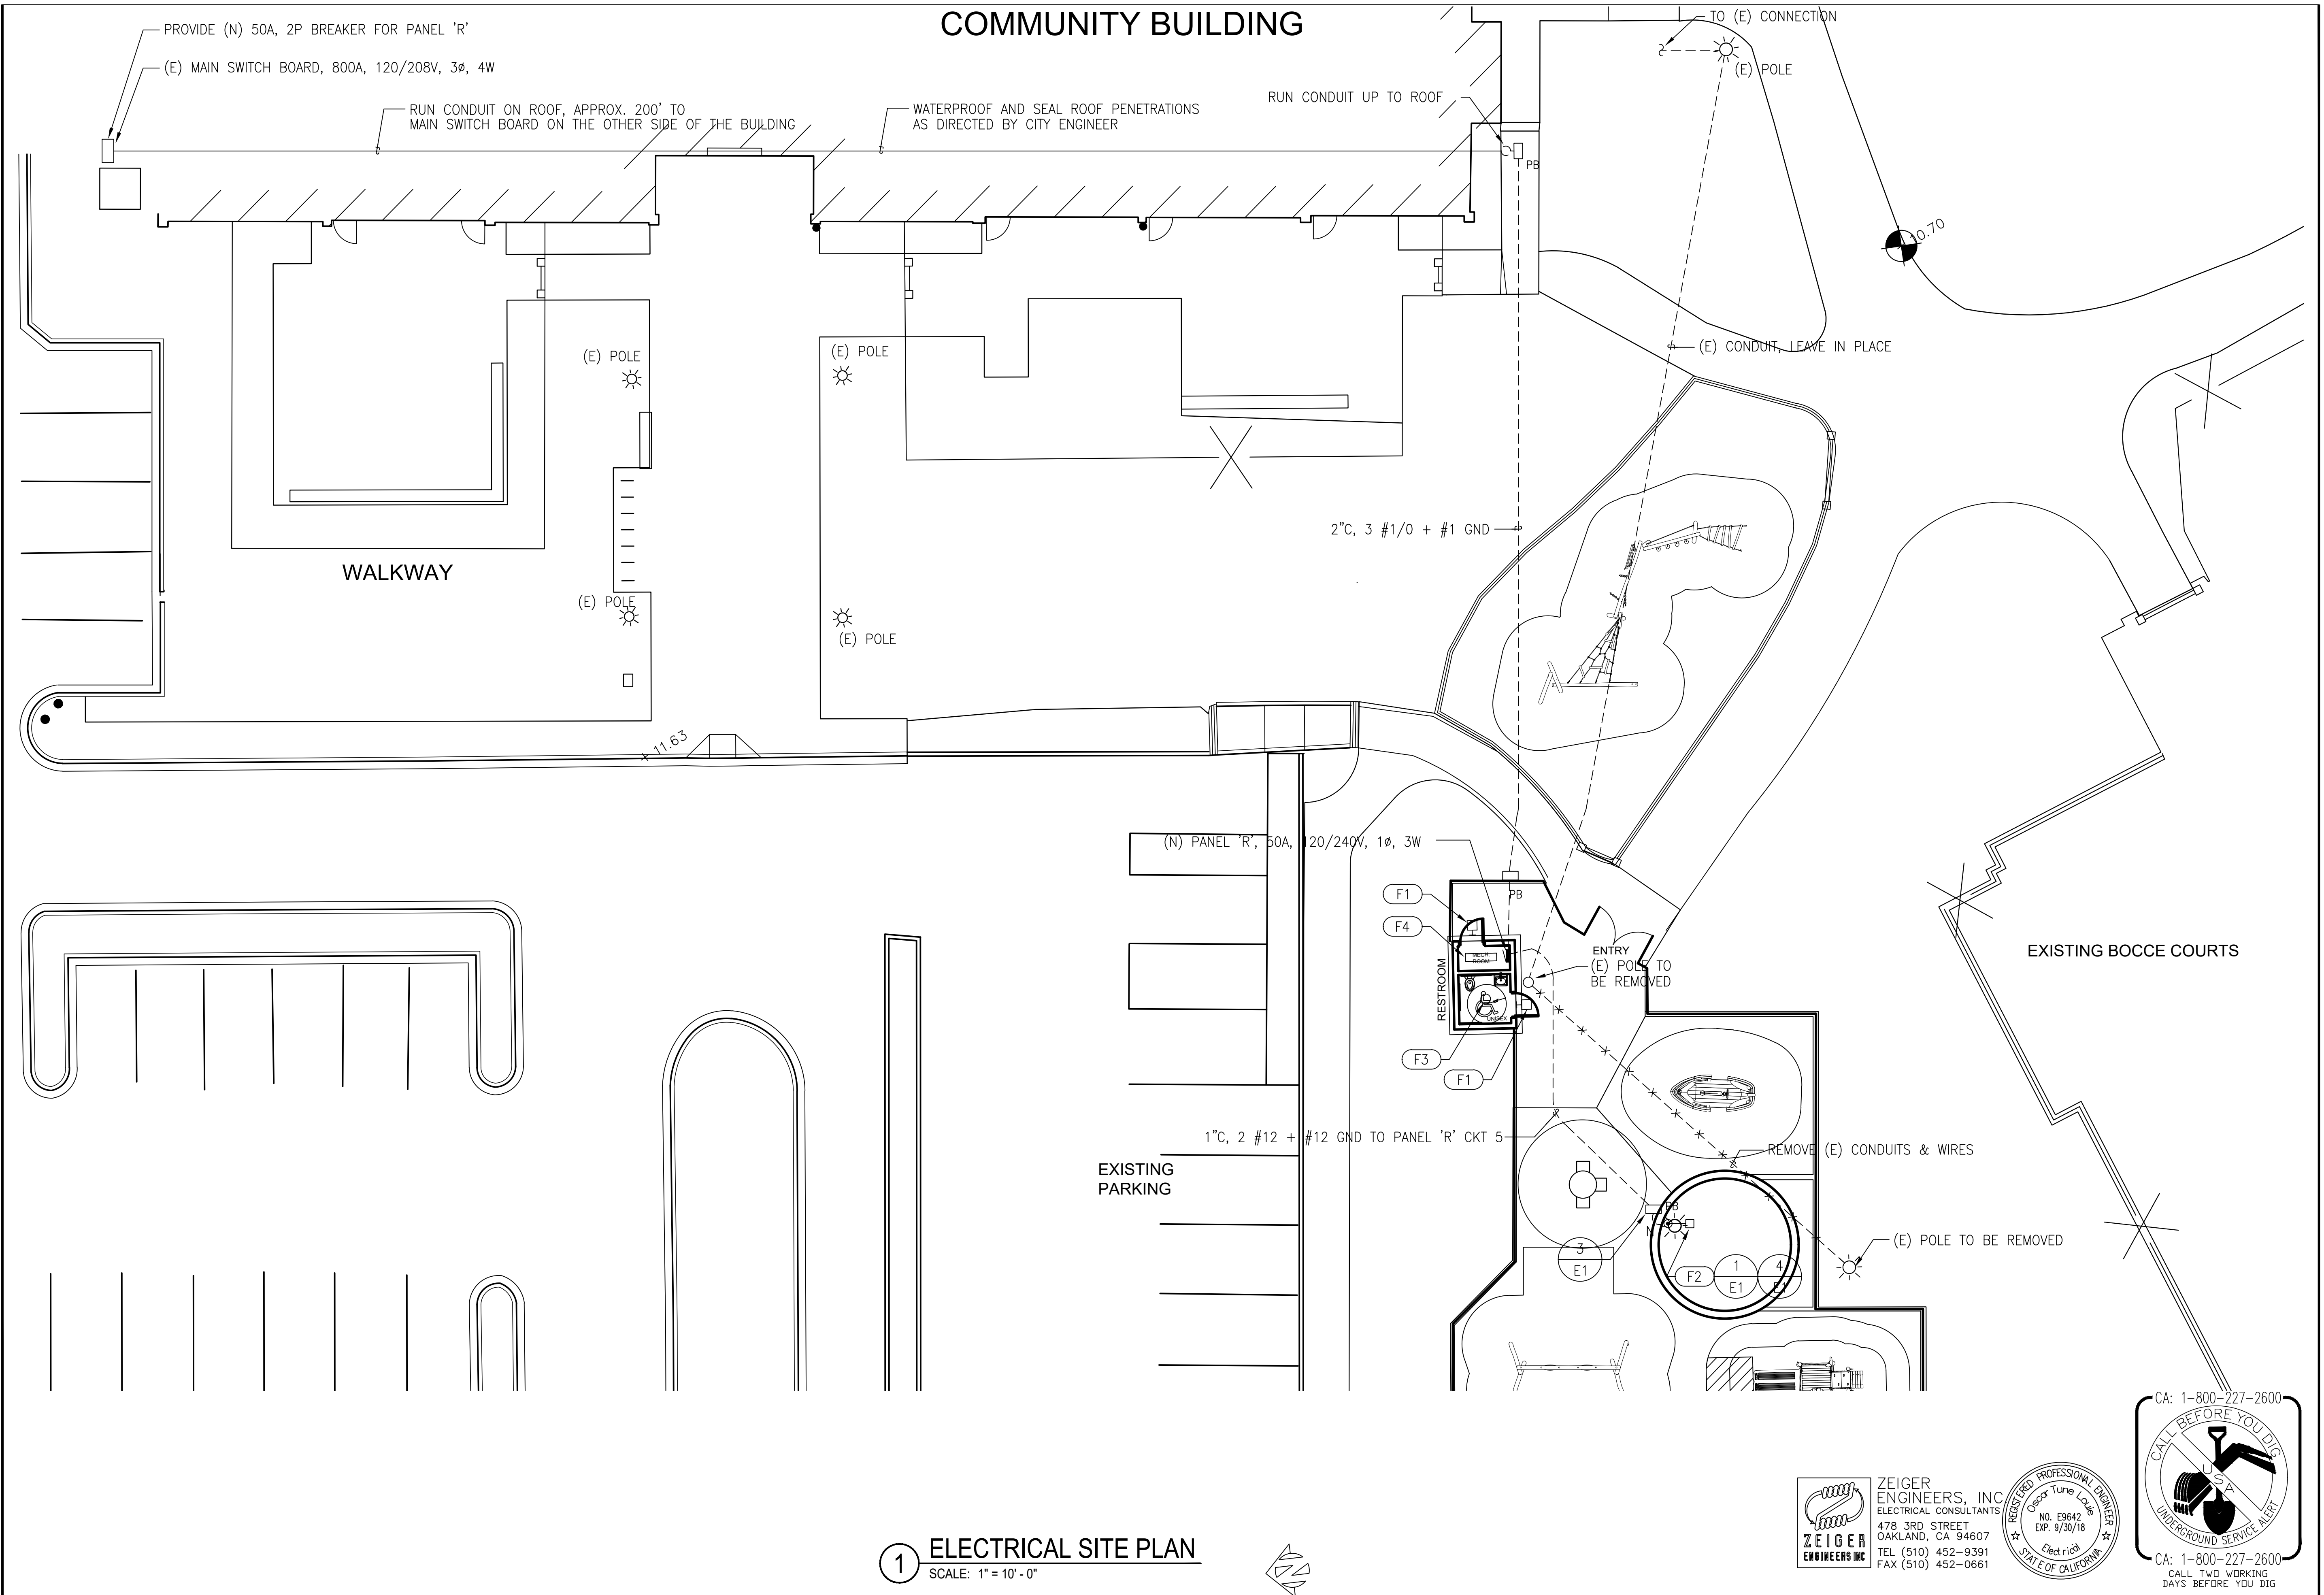 COMMUNITY BUILDING
PROVIDE (N) 50A, 2P BREAKER FOR PANEL 'R'
(E) MAIN SWITCH BOARD, 800A, 120/208V, 3ø, 4W
RUN CONDUIT ON ROOF, APPROX. 200' TO
MAIN SWITCH BOARD ON THE OTHER SIDE OF THE BUILDING
WATERPROOF AND SEAL ROOF PENETRATIONS
AS DIRECTED BY CITY ENGINEER
RUN CONDUIT UP TO ROOF
PB
TO (E) CONNECTION
(E) POLE
10.70
(E) CONDUIT, LEAVE IN PLACE
(E) POLE
(E) POLE
2"C, 3 #1/0 + #1 GND
WALKWAY
(E) POLE
(E) POLE
11.63
(N) PANEL 'R', 50A, 120/240V, 1ø, 3W
PB
F1
F4
MECH.
ROOM
RESTROOM
UNISEX
ENTRY
(E) POLE TO
BE REMOVED
EXISTING BOCCE COURTS
F3
F1
1"C, 2 #12 + #12 GND TO PANEL 'R' CKT 5
REMOVE (E) CONDUITS & WIRES
EXISTING
PARKING
PB
N
(E) POLE TO BE REMOVED
3
E1
F2
1
E1
4
E1
1
ELECTRICAL SITE PLAN
SCALE: 1" = 10' - 0"
N
ZEIGER
ENGINEERS INC
ZEIGER
ENGINEERS, INC
ELECTRICAL CONSULTANTS
478 3RD STREET
OAKLAND, CA 94607
TEL (510) 452-9391
FAX (510) 452-0661
REGISTERED PROFESSIONAL ENGINEER
Oscar Tune Louie
NO. E9642
EXP. 9/30/18
Electrical
STATE OF CALIFORNIA
CA: 1-800-227-2600
CALL BEFORE YOU DIG
USA
UNDERGROUND SERVICE ALERT
CA: 1-800-227-2600
CALL TWO WORKING
DAYS BEFORE YOU DIG